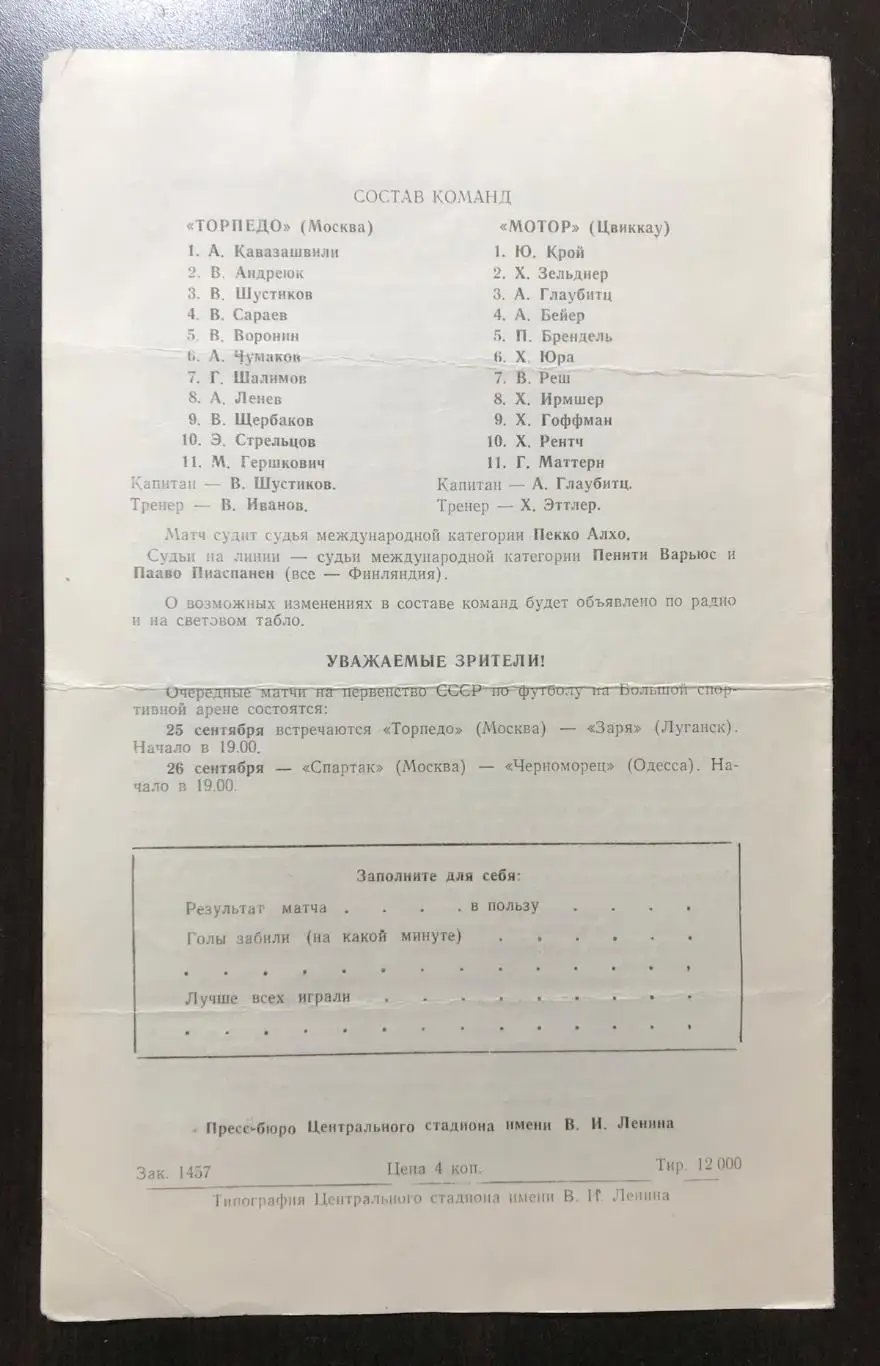 СОСТАВ КОМАНД
«ТОРПЕДО» (Москва)
1. А. Кавазашвили
2. В. Андреюк
3. В. Шустиков
4. В. Сараев
5. В. Воронин
6. А. Чумаков
7. Г. Шалимов
8. А. Ленев
9. В. Щербаков
10. Э. Стрельцов
11. М. Гершкович
Капитан — В. Шустиков.
Тренер — В. Иванов.
«МОТОР» (Цвиккау)
1. Ю. Крой
2. Х. Зельднер
3. А. Глаубитц
4. А. Бейер
5. П. Брендель
6. Х. Юра
7. В. Реш
8. Х. Ирмшер
9. Х. Гоффман
10. Х. Рентч
11. Г. Маттерн
Капитан — А. Глаубитц.
Тренер — Х. Эттлер.
Матч судит судья международной категории Пекко Алхо.
Судьи на линии — судьи международной категории Пеннти Варьюс и
Пааво Пиаспанен (все — Финляндия).
О возможных изменениях в составе команд будет объявлено по радио
и на световом табло.
УВАЖАЕМЫЕ ЗРИТЕЛИ!
Очередные матчи на первенство СССР по футболу на Большой спор-
тивной арене состоятся:
25 сентября встречаются «Торпедо» (Москва) — «Заря» (Луганск).
Начало в 19.00.
26 сентября — «Спартак» (Москва) — «Черноморец» (Одесса). На-
чало в 19.00.
Заполните для себя:
Результат матча . . . . в пользу . . . .
Голы забили (на какой минуте) . . . . . .
. . . . . . . . . . . . . .
Лучше всех играли . . . . . . . . .
. . . . . . . . . . . . . .
Пресс-бюро Центрального стадиона имени В. И. Ленина
Зак. 1457 Цена 4 коп. Тир. 12 000
Типография Центрального стадиона имени В. И. Ленина